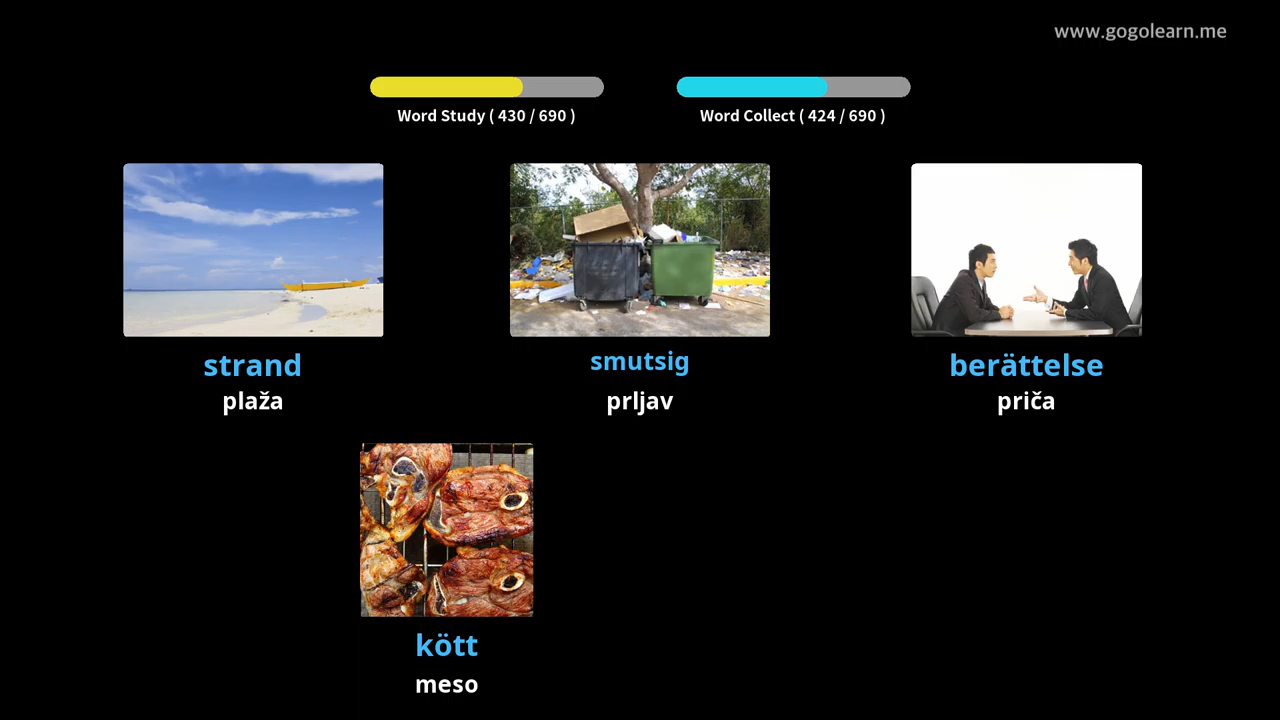 www.gogolearn.me
Word Study ( 430 / 690 )
Word Collect ( 424 / 690 )
strand
plaža
smutsig
prljav
berättelse
priča
kött
meso